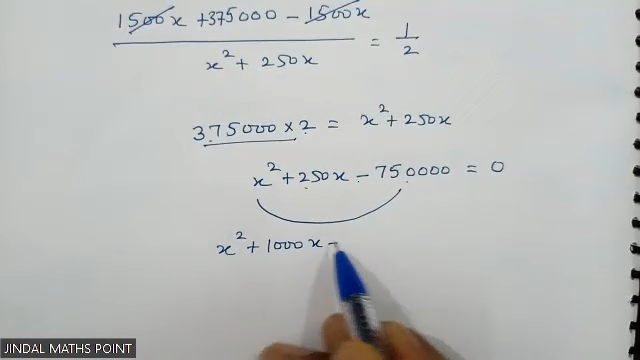 1500x + 375000 - 1500x
x² + 250x
= 1/2
375000 × 2 = x² + 250x
x² + 250x - 750000 = 0
x² + 1000x -
JINDAL MATHS POINT